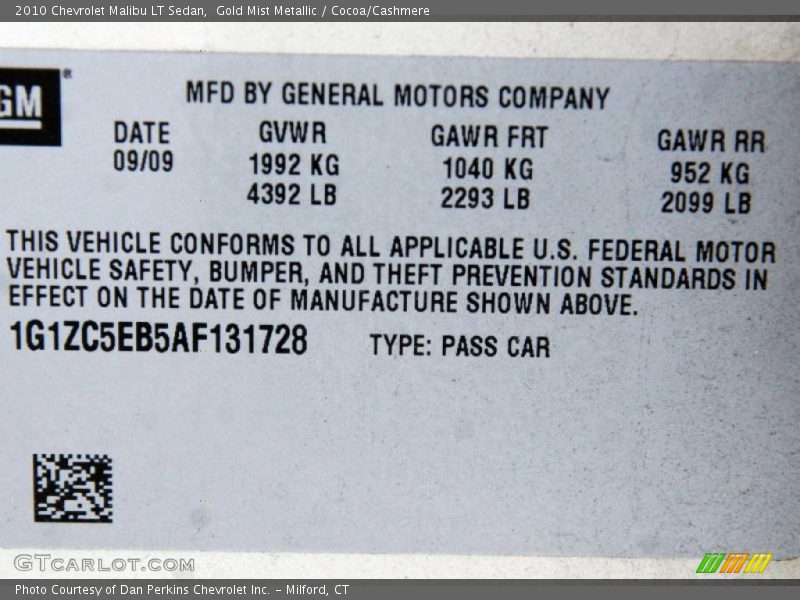 2010 Chevrolet Malibu LT Sedan,  Gold Mist Metallic / Cocoa/Cashmere
GM®
MFD BY GENERAL MOTORS COMPANY
DATE GVWR GAWR FRT GAWR RR
09/09 1992 KG 1040 KG 952 KG
4392 LB 2293 LB 2099 LB
THIS VEHICLE CONFORMS TO ALL APPLICABLE U.S. FEDERAL MOTOR
VEHICLE SAFETY, BUMPER, AND THEFT PREVENTION STANDARDS IN
EFFECT ON THE DATE OF MANUFACTURE SHOWN ABOVE.
1G1ZC5EB5AF131728 TYPE: PASS CAR
GTCARLOT.COM
Photo Courtesy of Dan Perkins Chevrolet Inc. - Milford, CT